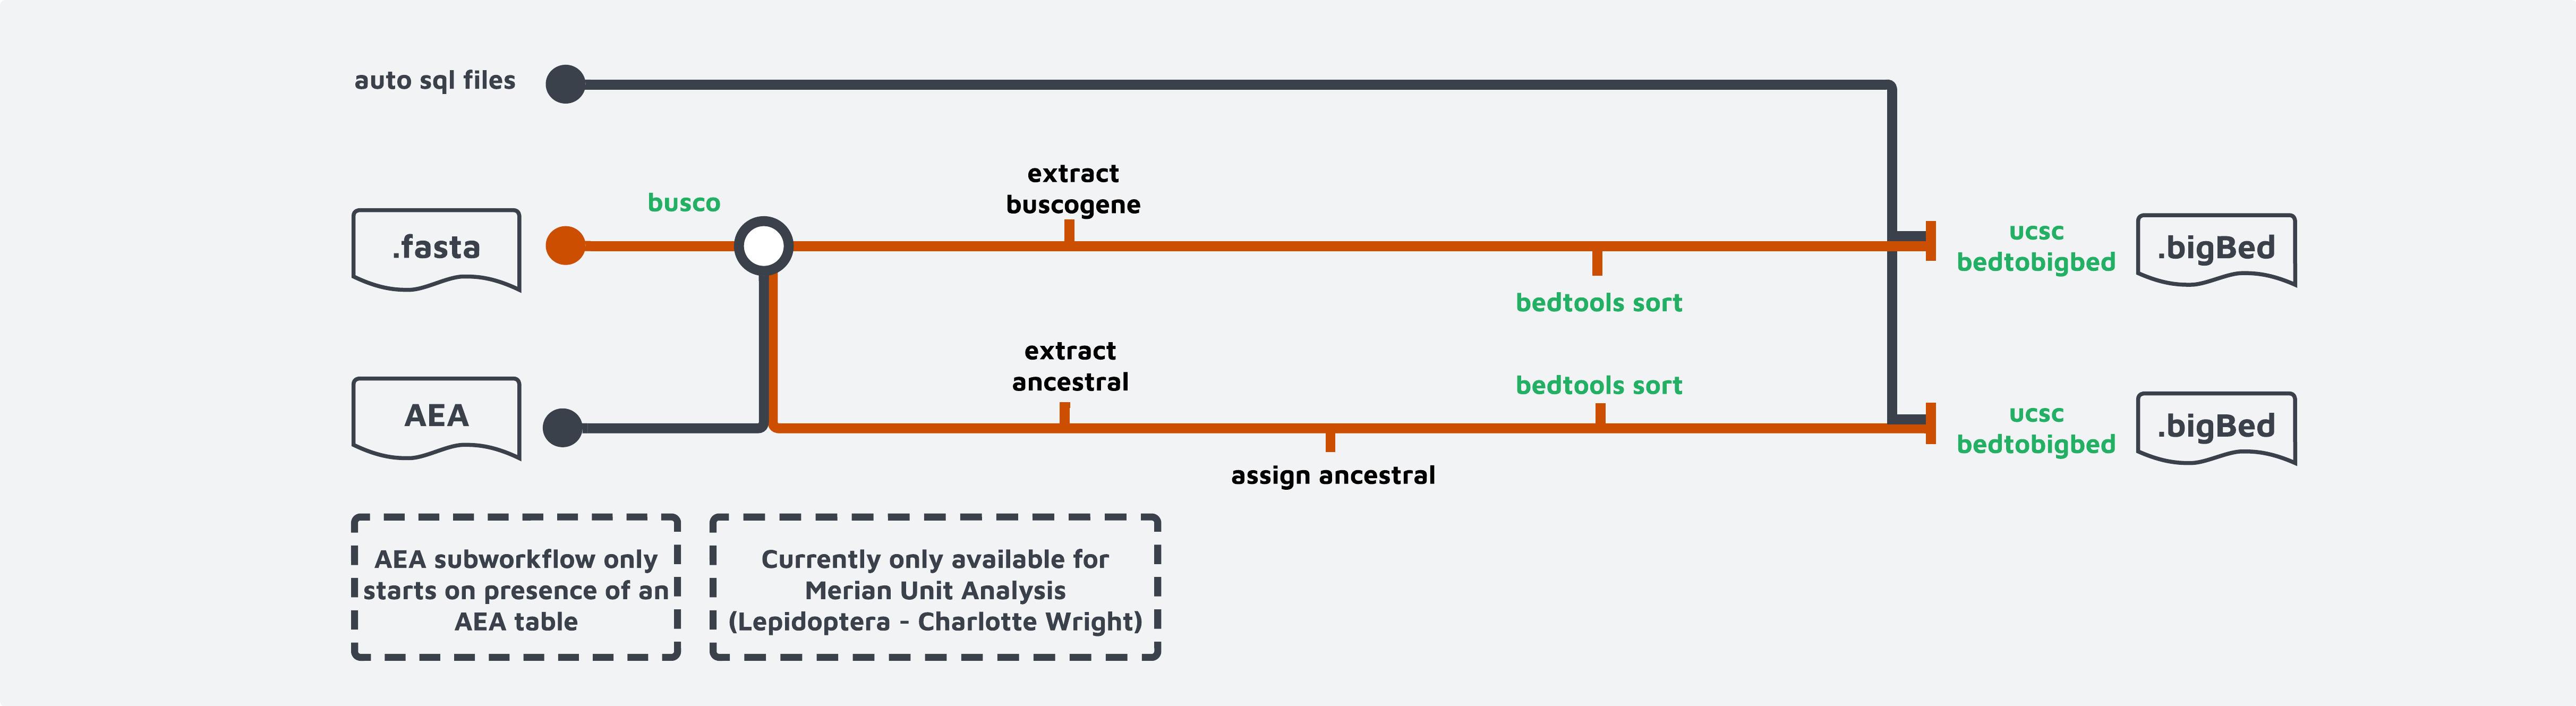 auto sql files
busco
.fasta
extract
buscogene
bedtools sort
ucsc
bedtobigbed
.bigBed
AEA
extract
ancestral
assign ancestral
bedtools sort
ucsc
bedtobigbed
.bigBed
AEA subworkflow only
starts on presence of an
AEA table
Currently only available for
Merian Unit Analysis
(Lepidoptera - Charlotte Wright)